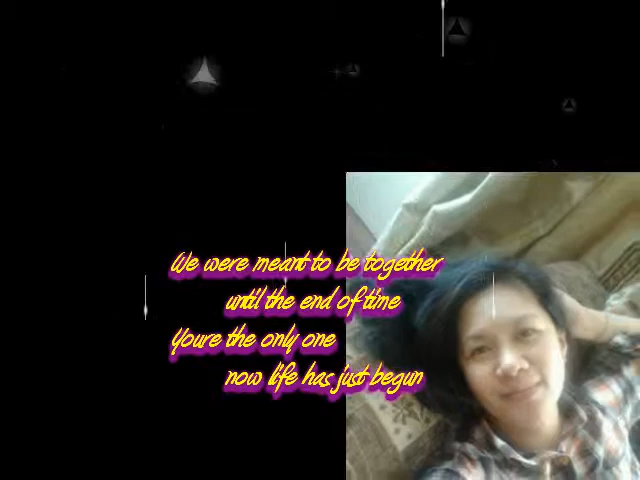 We were meant to be together
until the end of time
Youre the only one
now life has just begun